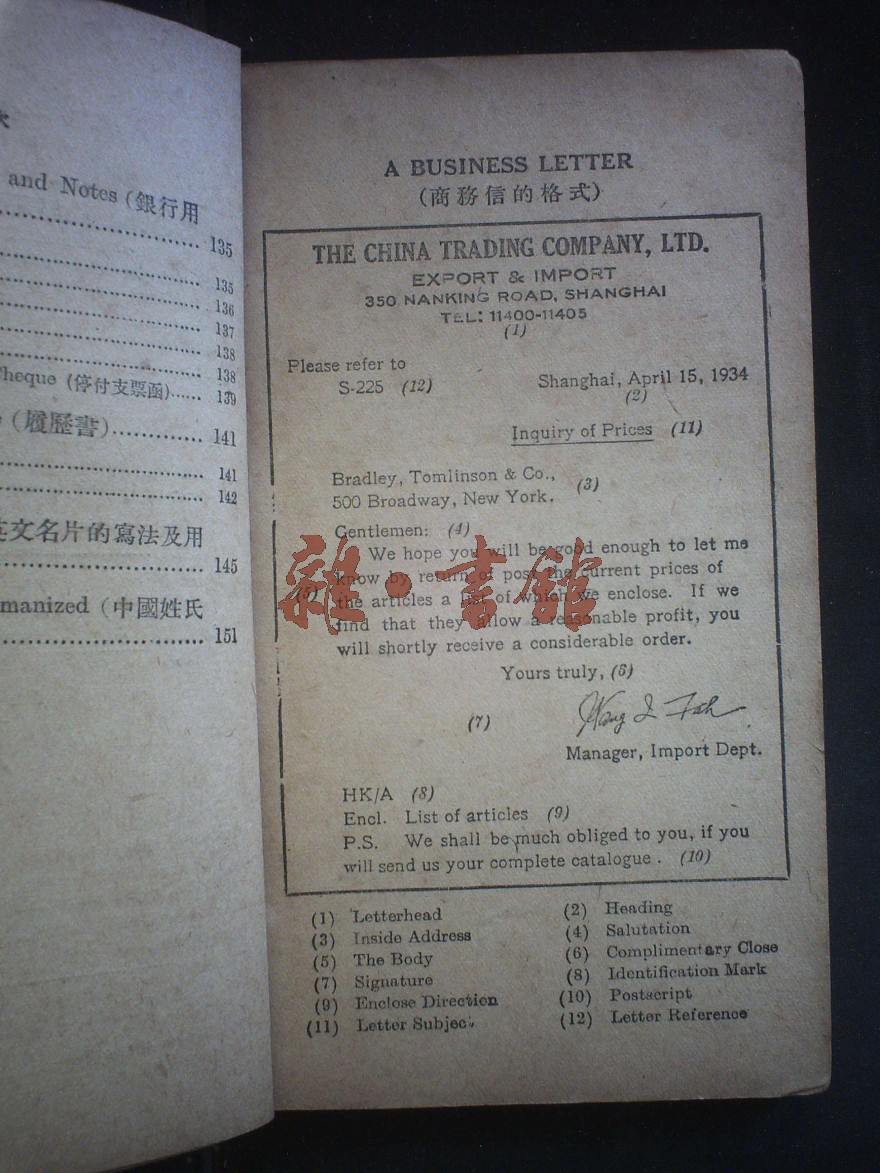 次
and Notes (銀行用
135
135
136
137
138
138
Cheque (停付支票函)...... 139
(履歷書)............ 141
141
142
英文名片的寫法及用
145
manized (中國姓氏
151
A BUSINESS LETTER
(商務信的格式)
THE CHINA TRADING COMPANY, LTD.
EXPORT & IMPORT
350 NANKING ROAD, SHANGHAI
TEL: 11400-11405
(1)
Please refer to
S-225 (12) Shanghai, April 15, 1934
(2)
Inquiry of Prices (11)
Bradley, Tomlinson & Co., (3)
500 Broadway, New York.
Gentlemen: (4)
We hope you will be good enough to let me
(5) know by return of post the current prices of
the articles a list of which we enclose. If we
find that they allow a reasonable profit, you
will shortly receive a considerable order.
Yours truly, (6)
(7)
Manager, Import Dept.
HK/A (8)
Encl. List of articles (9)
P.S. We shall be much obliged to you, if you
will send us your complete catalogue. (10)
(1) Letterhead (2) Heading
(3) Inside Address (4) Salutation
(5) The Body (6) Complimentary Close
(7) Signature (8) Identification Mark
(9) Enclose Direction (10) Postscript
(11) Letter Subject (12) Letter Reference
雜·書館